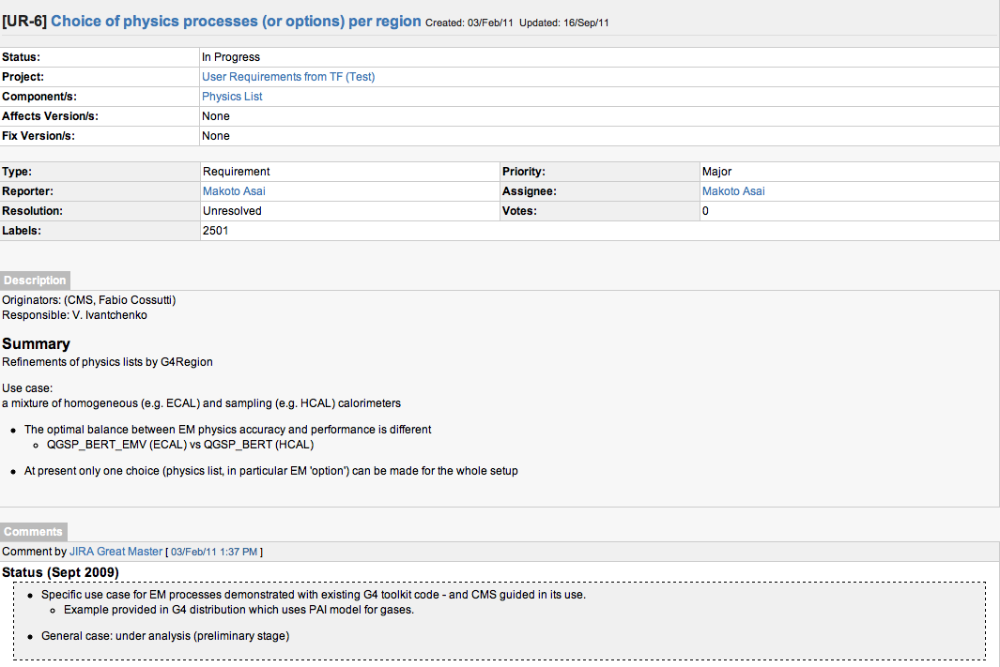 [UR-6] Choice of physics processes (or options) per region Created: 03/Feb/11 Updated: 16/Sep/11
Status: In Progress
Project: User Requirements from TF (Test)
Component/s: Physics List
Affects Version/s: None
Fix Version/s: None
Type: Requirement Priority: Major
Reporter: Makoto Asai Assignee: Makoto Asai
Resolution: Unresolved Votes: 0
Labels: 2501
Description
Originators: (CMS, Fabio Cossutti)
Responsible: V. Ivantchenko
Summary
Refinements of physics lists by G4Region
Use case:
a mixture of homogeneous (e.g. ECAL) and sampling (e.g. HCAL) calorimeters
• The optimal balance between EM physics accuracy and performance is different
○ QGSP_BERT_EMV (ECAL) vs QGSP_BERT (HCAL)
• At present only one choice (physics list, in particular EM 'option') can be made for the whole setup
Comments
Comment by JIRA Great Master [ 03/Feb/11 1:37 PM ]
Status (Sept 2009)
• Specific use case for EM processes demonstrated with existing G4 toolkit code - and CMS guided in its use.
○ Example provided in G4 distribution which uses PAI model for gases.
• General case: under analysis (preliminary stage)